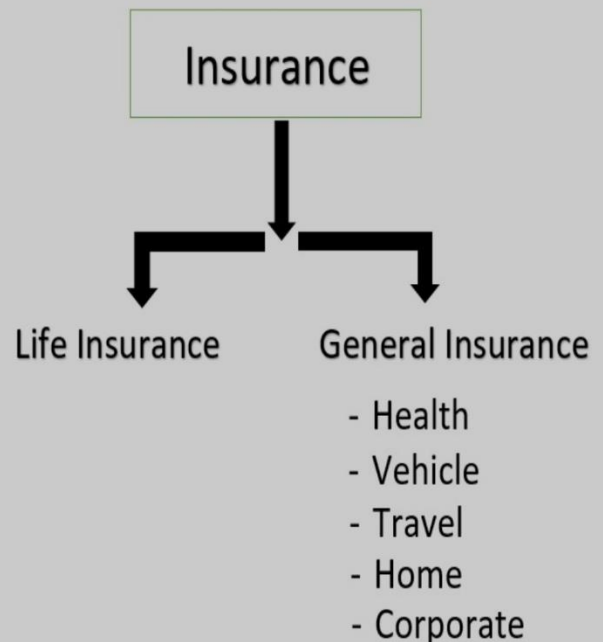 Insurance
Life Insurance
General Insurance
- Health
- Vehicle
- Travel
- Home
- Corporate